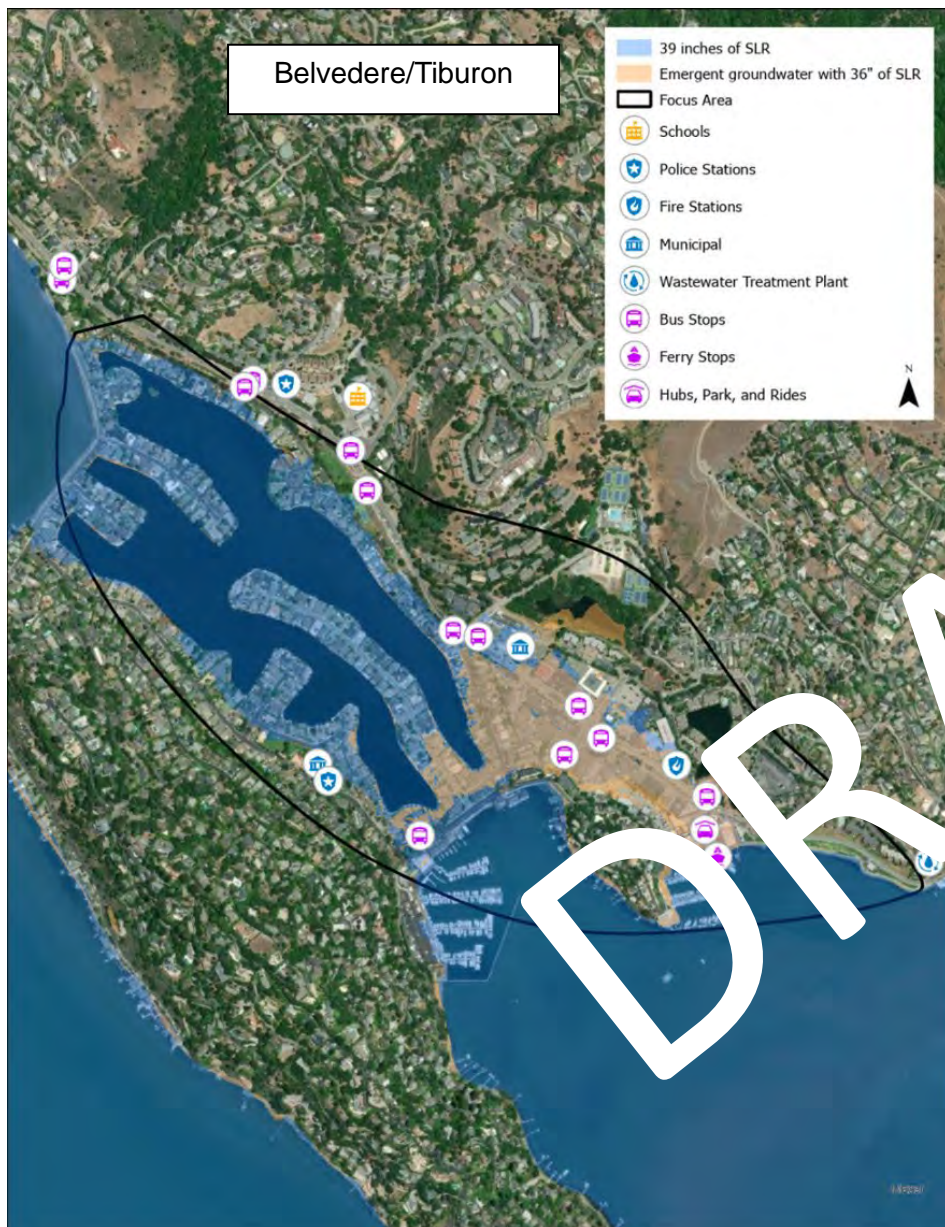 Belvedere/Tiburon
39 inches of SLR
Emergent groundwater with 36" of SLR
Focus Area
Schools
Police Stations
Fire Stations
Municipal
Wastewater Treatment Plant
Bus Stops
Ferry Stops
Hubs, Park, and Rides
N
DRA